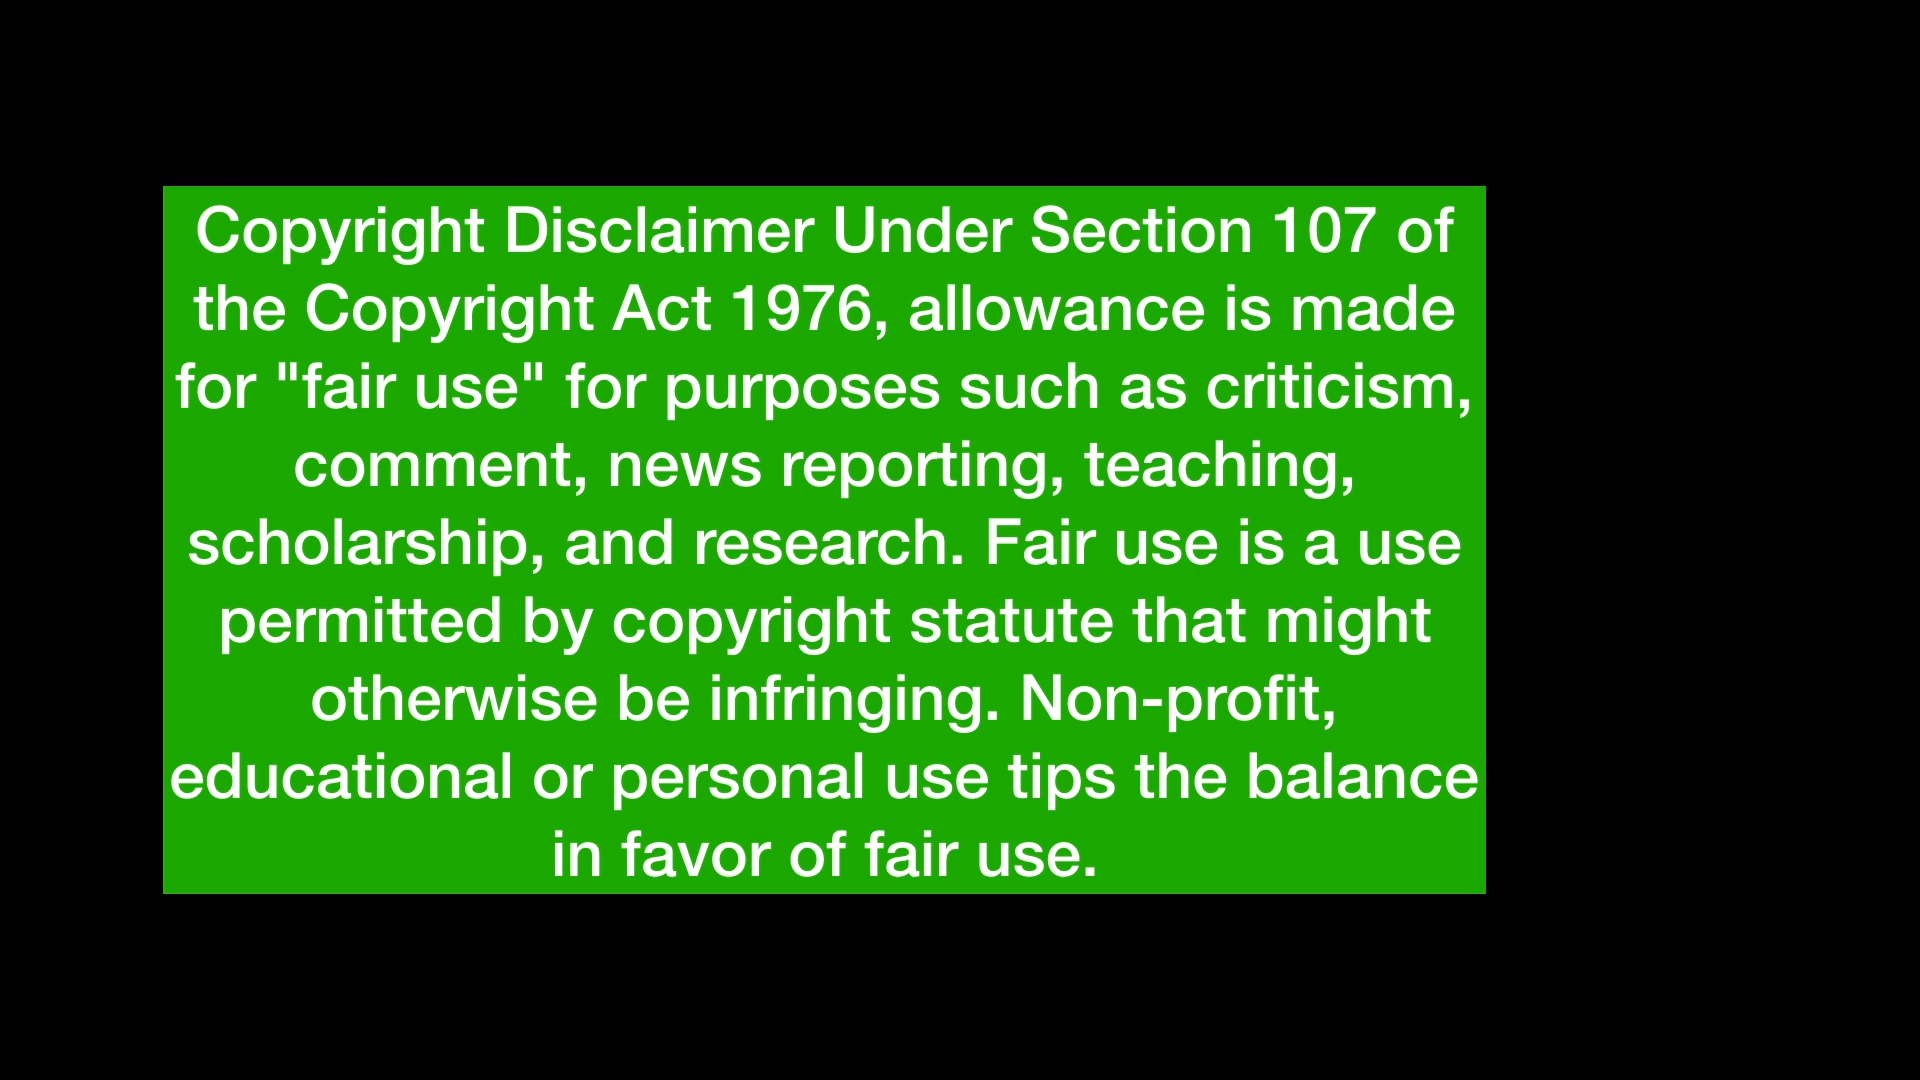 Copyright Disclaimer Under Section 107 of
the Copyright Act 1976, allowance is made
for "fair use" for purposes such as criticism,
comment, news reporting, teaching,
scholarship, and research. Fair use is a use
permitted by copyright statute that might
otherwise be infringing. Non-profit,
educational or personal use tips the balance
in favor of fair use.